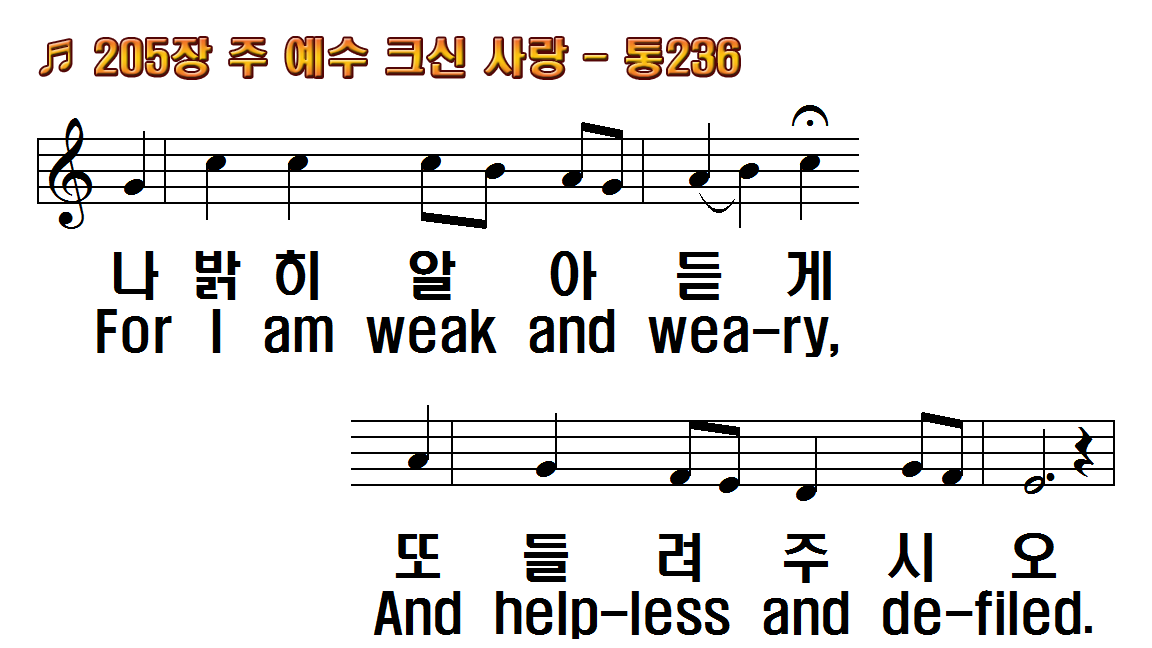 ♬ 205장 주 예수 크신 사랑 - 통236
나 밝 히 알 아 듣 게
For I am weak and wea-ry,
또 들 려 주 시 오
And help-less and de-filed.